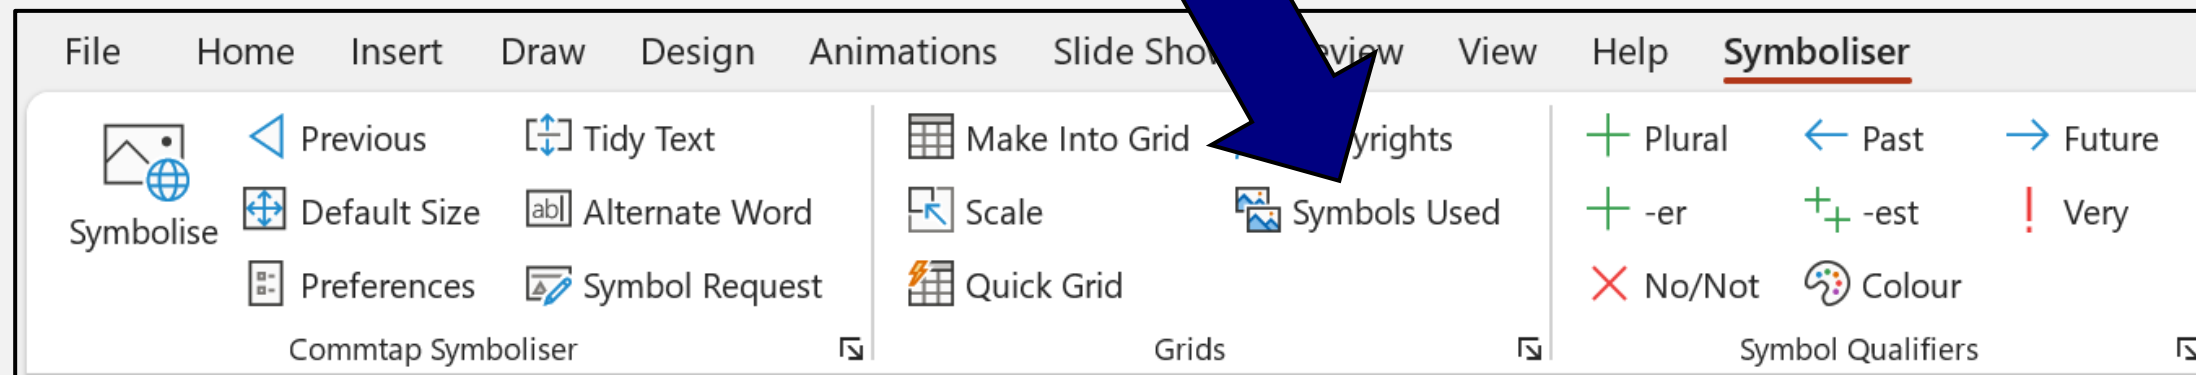 File Home Insert Draw Design Animations Slide Sho eview View Help Symboliser
Previous Tidy Text Make Into Grid yrights Plural Past Future
Symbolise Default Size abl Alternate Word Scale Symbols Used -er -est Very
Preferences Symbol Request Quick Grid No/Not Colour
Commtap Symboliser Grids Symbol Qualifiers